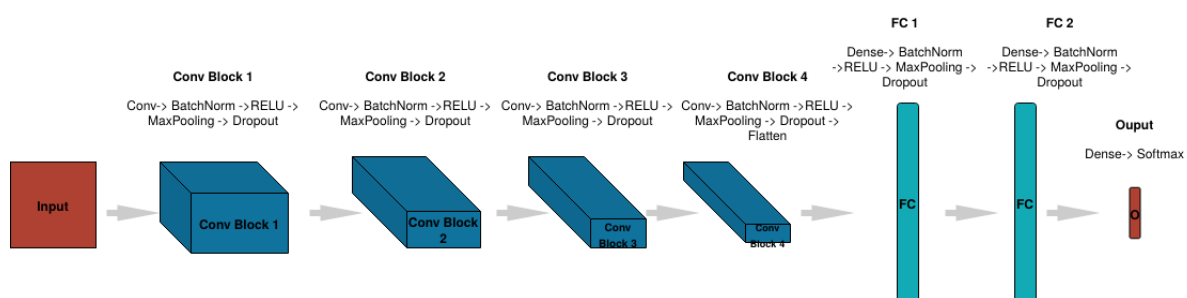 FC 1
FC 2
Dense-> BatchNorm
->RELU -> MaxPooling ->
Dropout
Dense-> BatchNorm
->RELU -> MaxPooling ->
Dropout
Conv Block 1
Conv Block 2
Conv Block 3
Conv Block 4
Conv-> BatchNorm ->RELU ->
MaxPooling -> Dropout
Conv-> BatchNorm ->RELU ->
MaxPooling -> Dropout
Conv-> BatchNorm ->RELU ->
MaxPooling -> Dropout
Conv-> BatchNorm ->RELU ->
MaxPooling -> Dropout ->
Flatten
Ouput
Dense-> Softmax
Input
Conv Block 1
Conv Block
2
Conv
Block 3
Conv
Block 4
FC
FC
O